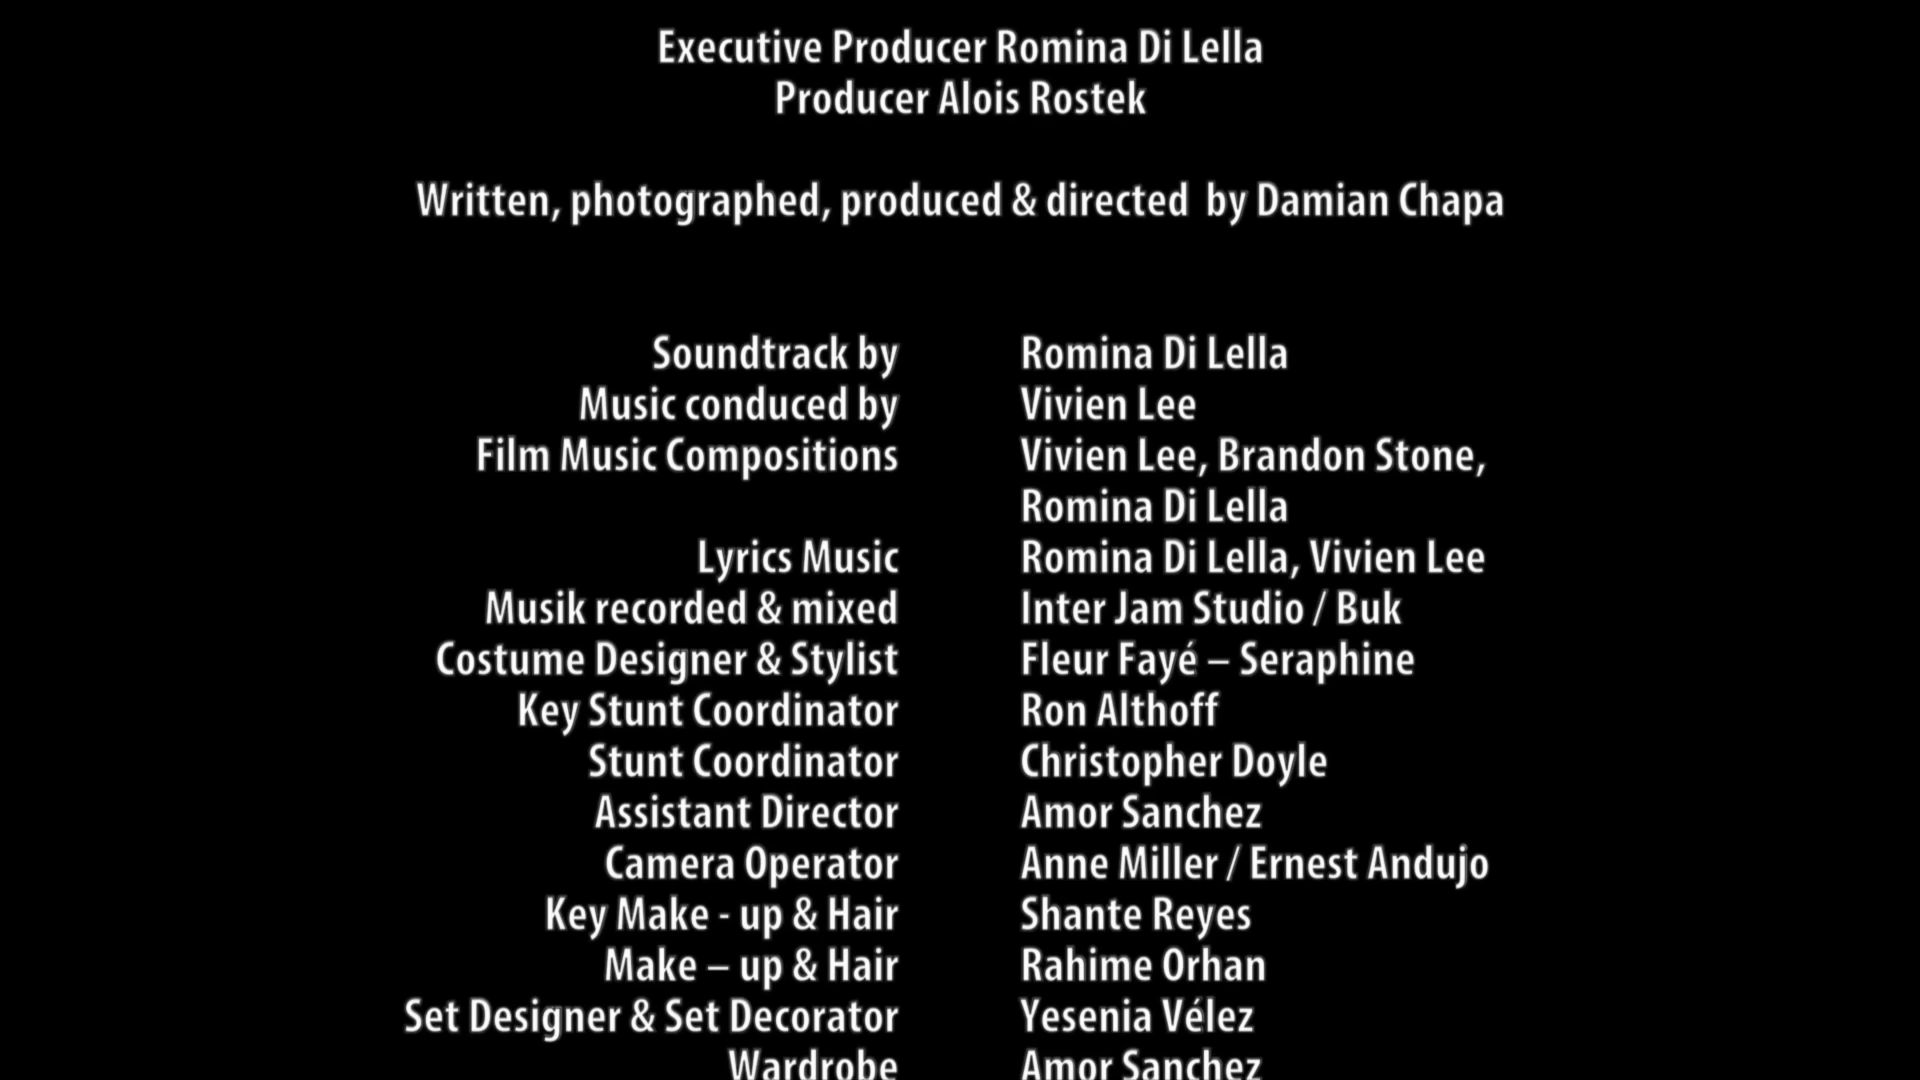 Executive Producer Romina Di Lella
Producer Alois Rostek
Written, photographed, produced & directed by Damian Chapa
Soundtrack by Romina Di Lella
Music conduced by Vivien Lee
Film Music Compositions Vivien Lee, Brandon Stone,
Romina Di Lella
Lyrics Music Romina Di Lella, Vivien Lee
Musik recorded & mixed Inter Jam Studio / Buk
Costume Designer & Stylist Fleur Fayé – Seraphine
Key Stunt Coordinator Ron Althoff
Stunt Coordinator Christopher Doyle
Assistant Director Amor Sanchez
Camera Operator Anne Miller / Ernest Andujo
Key Make - up & Hair Shante Reyes
Make – up & Hair Rahime Orhan
Set Designer & Set Decorator Yesenia Vélez
Wardrobe Amor Sanchez